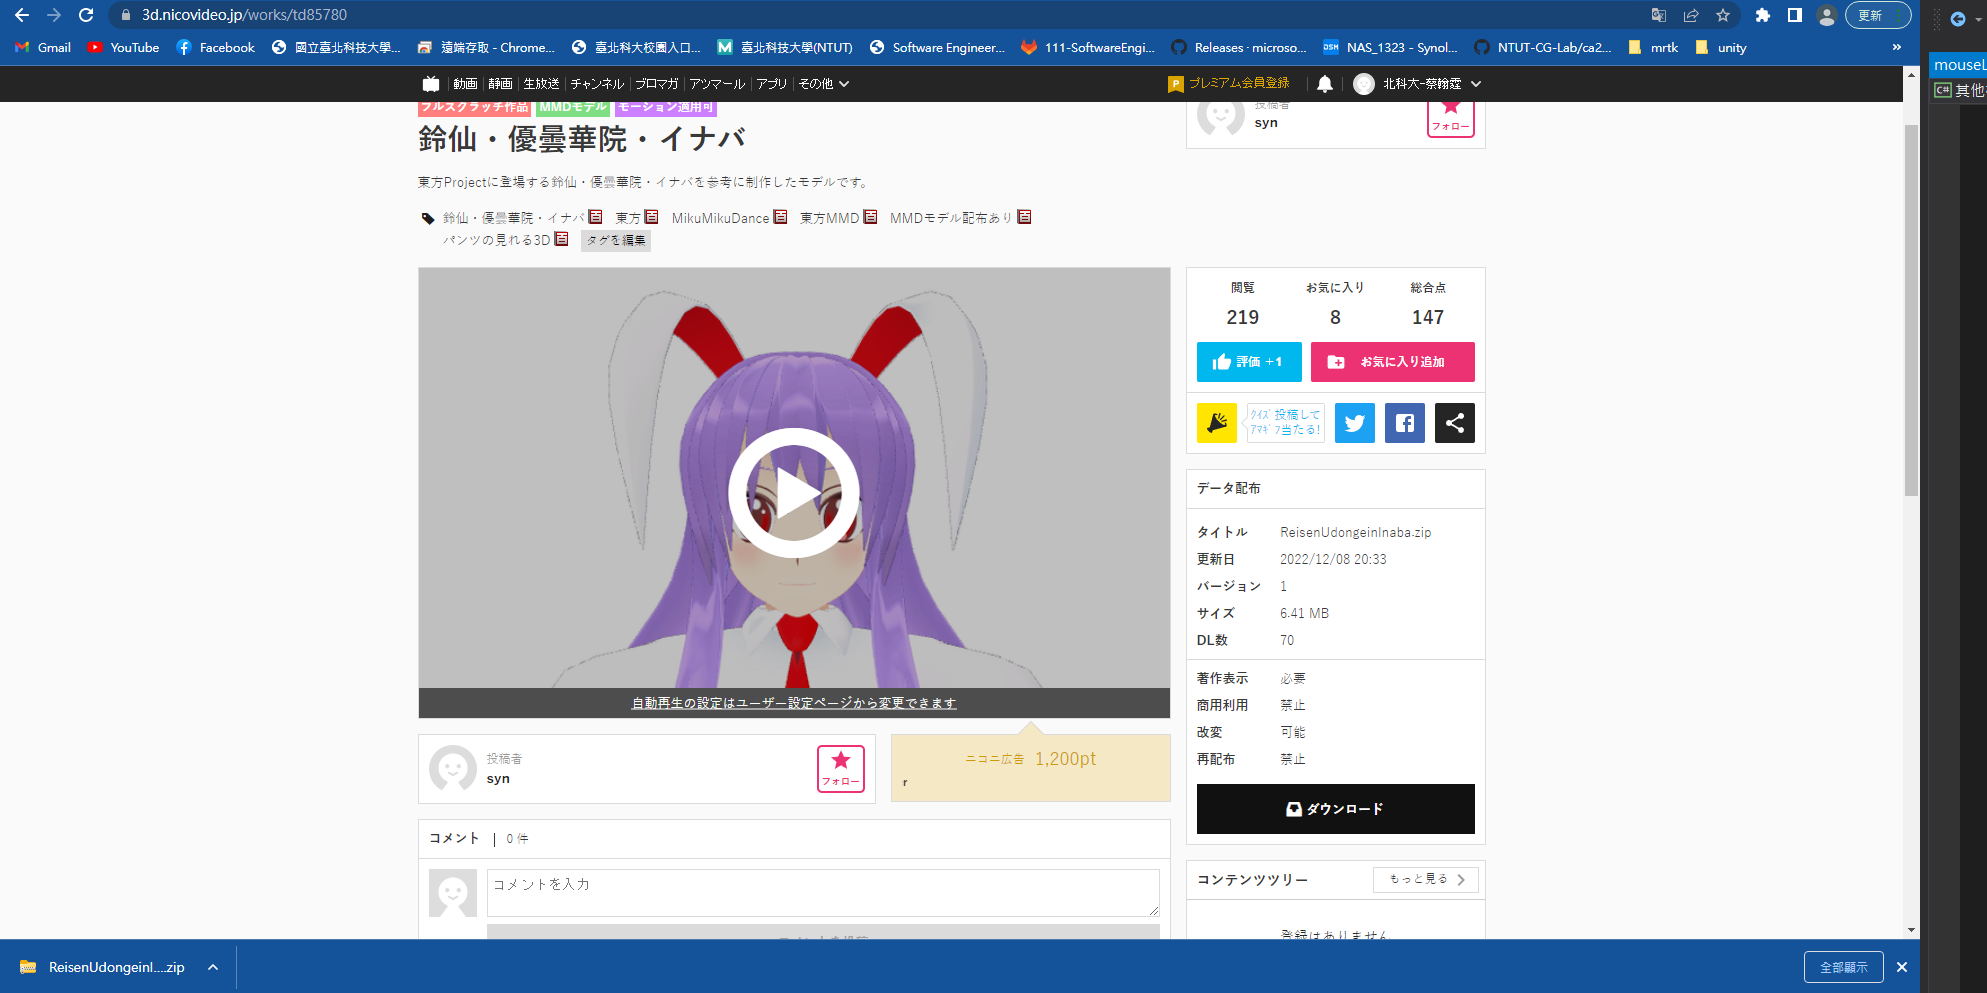 3d.nicovideo.jp/works/td85780
更新
Gmail
YouTube
Facebook
國立臺北科技大學...
遠端存取 - Chrome...
臺北科大校園入口...
臺北科技大學(NTUT)
Software Engineer...
111-SoftwareEngi...
Releases · microso...
NAS_1323 - Synol...
NTUT-CG-Lab/ca2...
mrtk
unity
»
mouseL
C# 其他
動画
静画
生放送
チャンネル
ブロマガ
アツマール
アプリ
その他
プレミアム会員登録
北科大-蔡翰霆
フルスクラッチ作品
MMDモデル
モーション適用可
鈴仙・優曇華院・イナバ
投稿者
syn
フォロー
東方Projectに登場する鈴仙・優曇華院・イナバを参考に制作したモデルです。
鈴仙・優曇華院・イナバ
東方
MikuMikuDance
東方MMD
MMDモデル配布あり
パンツの見れる3D
タグを編集
閲覧
お気に入り
総合点
219
8
147
評価 +1
お気に入り追加
ｸｲｽﾞ投稿して
ｱﾏｷﾞﾌ当たる!
データ配布
タイトル ReisenUdongeinInaba.zip
更新日 2022/12/08 20:33
バージョン 1
サイズ 6.41 MB
DL数 70
著作表示 必要
商用利用 禁止
改変 可能
再配布 禁止
ダウンロード
自動再生の設定はユーザー設定ページから変更できます
投稿者
syn
フォロー
ニコニ広告 1,200pt
r
コメント | 0 件
コメントを入力
コンテンツツリー
もっと見る
登録はありません
ReisenUdongeinI....zip
全部顯示